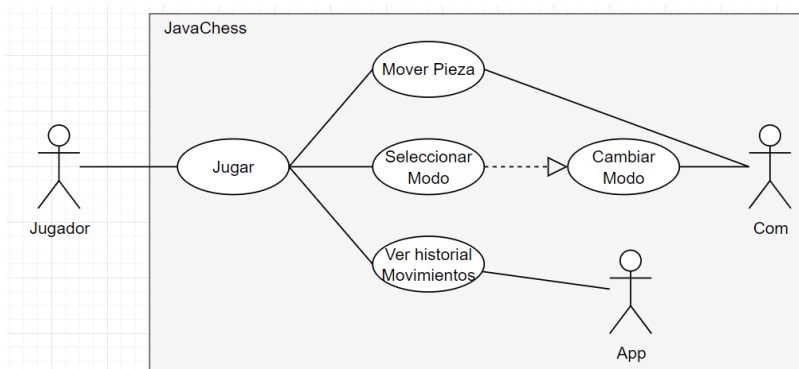 JavaChess
Mover Pieza
Jugar
Seleccionar
Modo
Cambiar
Modo
Jugador
Com
Ver historial
Movimientos
App